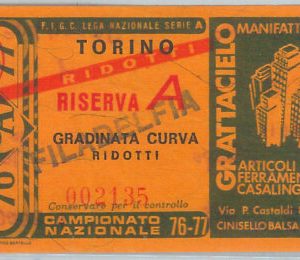 F.I.G.C. LEGA NAZIONALE SERIE A
TORINO
RIDOTTI
RISERVA A
GRADINATA CURVA
RIDOTTI
FILADELFIA
002135
Conservare per il controllo
CAMPIONATO
NAZIONALE 76-77
GRATTACIELO
MANIFATT
ARTICOLI
FERRAMEN
CASALING
Via P. Castaldi
CINISELLO BALSA